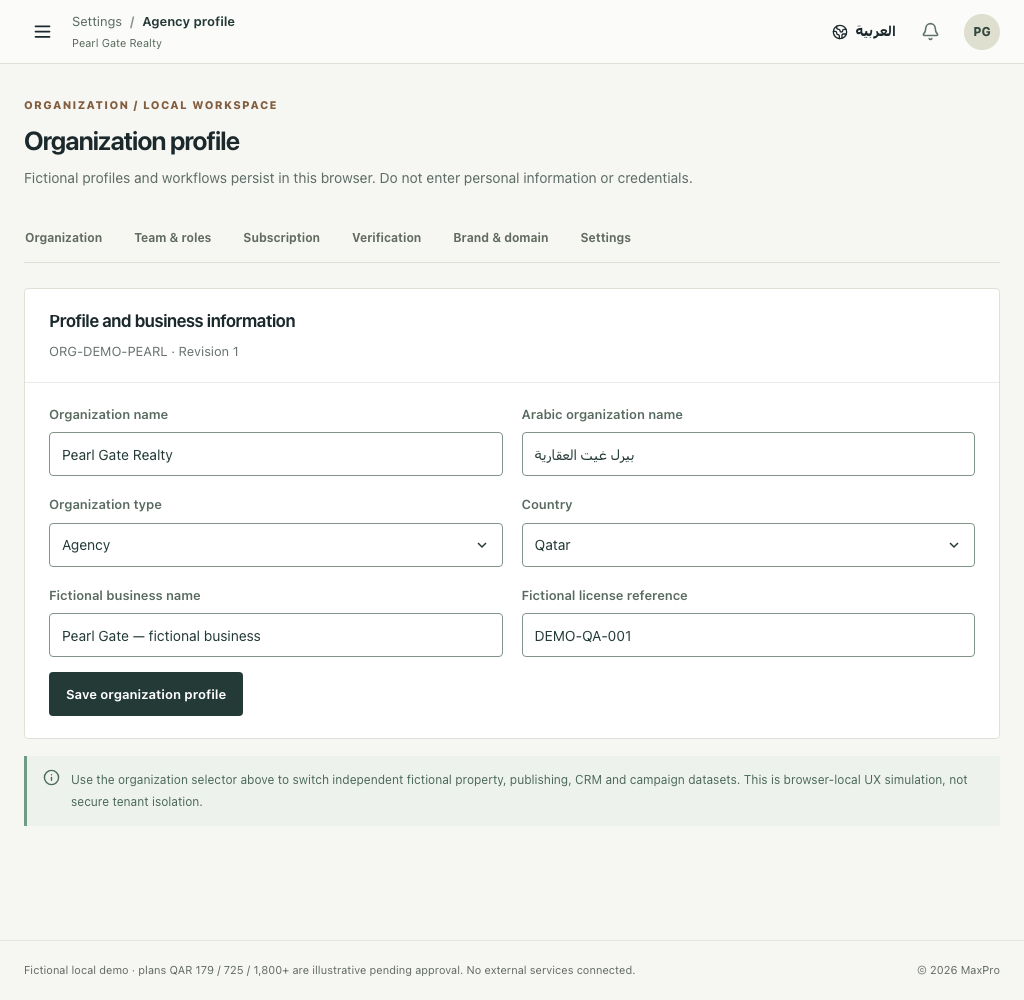 Settings / Agency profile
Pearl Gate Realty
العربية
PG
ORGANIZATION / LOCAL WORKSPACE
Organization profile
Fictional profiles and workflows persist in this browser. Do not enter personal information or credentials.
Organization
Team & roles
Subscription
Verification
Brand & domain
Settings
Profile and business information
ORG-DEMO-PEARL · Revision 1
Organization name
Pearl Gate Realty
Arabic organization name
بيرل غيت العقارية
Organization type
Agency
Country
Qatar
Fictional business name
Pearl Gate — fictional business
Fictional license reference
DEMO-QA-001
Save organization profile
Use the organization selector above to switch independent fictional property, publishing, CRM and campaign datasets. This is browser-local UX simulation, not
secure tenant isolation.
Fictional local demo · plans QAR 179 / 725 / 1,800+ are illustrative pending approval. No external services connected.
© 2026 MaxPro